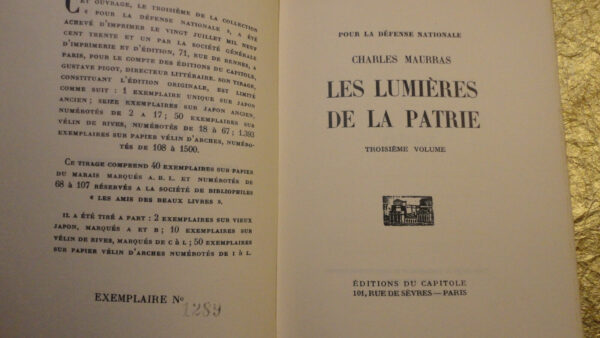 CET OUVRAGE, LE TROISIÈME DE LA COLLECTION
« POUR LA DÉFENSE NATIONALE », A ÉTÉ
ACHEVÉ D'IMPRIMER LE VINGT JUILLET MIL NEUF
CENT TRENTE ET UN PAR LA SOCIÉTÉ GÉNÉRALE
D'IMPRIMERIE ET D'ÉDITION, 71, RUE DE RENNES, A
PARIS, POUR LE COMPTE DES ÉDITIONS DU CAPITOLE,
GUSTAVE PIGOT, DIRECTEUR LITTÉRAIRE. SON TIRAGE,
CONSTITUANT L'ÉDITION ORIGINALE, EST LIMITÉ
COMME SUIT : 1 EXEMPLAIRE UNIQUE SUR JAPON
ANCIEN ; SEIZE EXEMPLAIRES SUR JAPON ANCIEN,
NUMÉROTÉS DE 2 A 17 ; 50 EXEMPLAIRES SUR
VÉLIN DE RIVES, NUMÉROTÉS DE 18 à 67 ; 1.393
EXEMPLAIRES SUR PAPIER VÉLIN D'ARCHES, NUMÉRO-
TÉS DE 108 à 1500.
CE TIRAGE COMPREND 40 EXEMPLAIRES SUR PAPIER
DU MARAIS MARQUÉS A. B. L. ET NUMÉROTÉS DE
68 à 107 RÉSERVÉS A LA SOCIÉTÉ DE BIBLIOPHILES
« LES AMIS DES BEAUX LIVRES »
IL A ÉTÉ TIRÉ A PART : 2 EXEMPLAIRES SUR VIEUX
JAPON, MARQUÉS A ET B ; 10 EXEMPLAIRES SUR
VÉLIN DE RIVES, MARQUÉS DE C à L ; 50 EXEMPLAIRES
SUR PAPIER VÉLIN D'ARCHES NUMÉROTÉS DE I à L.
EXEMPLAIRE No 1289
POUR LA DÉFENSE NATIONALE
CHARLES MAURRAS
LES LUMIÈRES
DE LA PATRIE
TROISIÈME VOLUME
ÉDITIONS DU CAPITOLE
101, RUE DE SÈVRES — PARIS